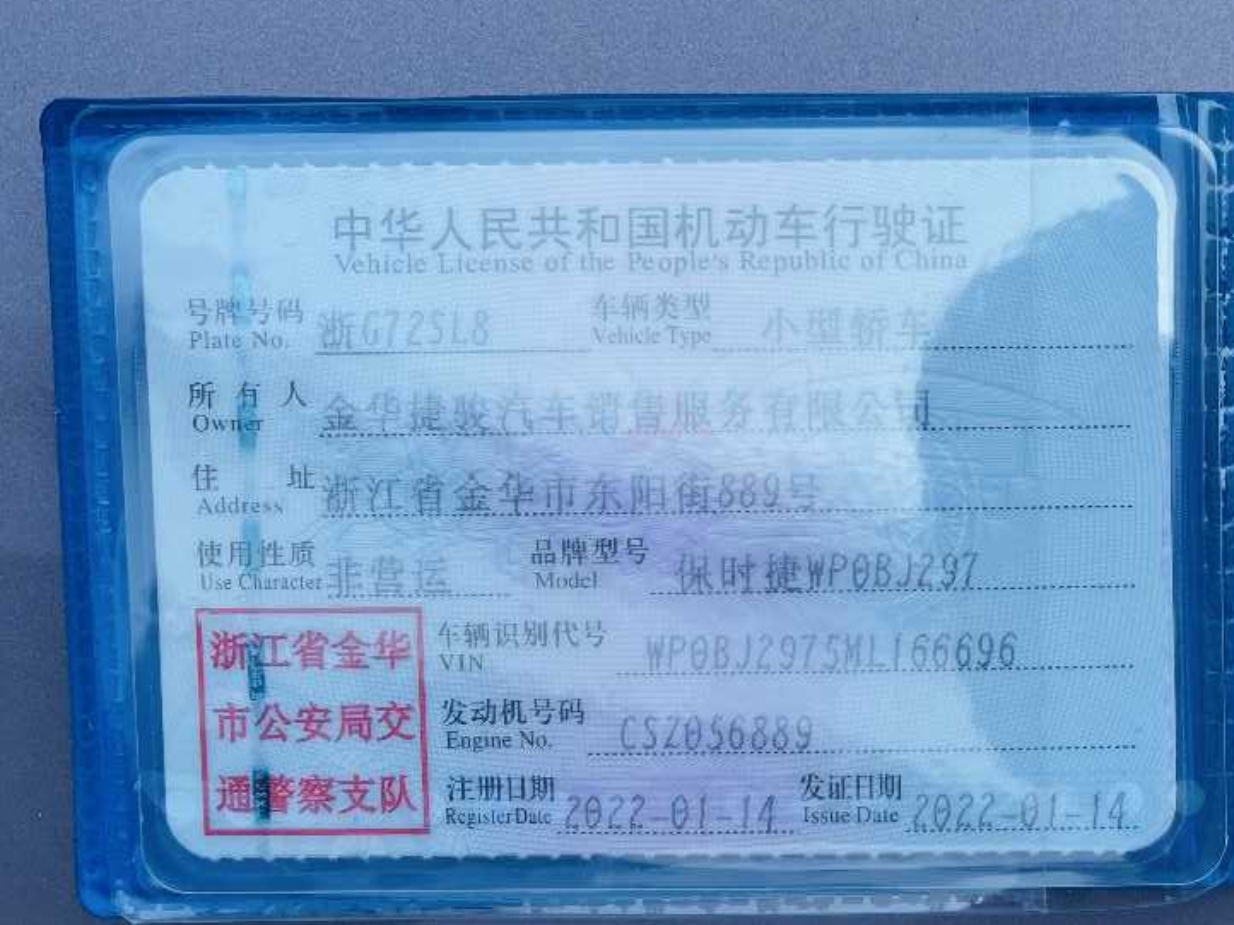 中华人民共和国机动车行驶证
Vehicle License of the People's Republic of China
号牌号码 浙G725L8 车辆类型 小型轿车
Plate No. Vehicle Type
所有人 金华捷骏汽车销售服务有限公司
Owner
住址 浙江省金华市东阳街889号
Address
使用性质 非营运 品牌型号 保时捷WP0BJ297
Use Character Model
浙江省金华
市公安局交
通警察支队
车辆识别代号 WP0BJ2975ML166696
VIN
发动机号码 CSZ056889
Engine No.
注册日期 2022-01-14 发证日期 2022-01-14
Register Date Issue Date